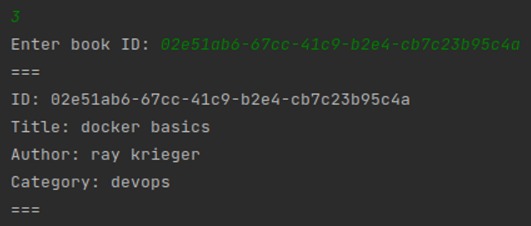 3
Enter book ID: 02e51ab6-67cc-41c9-b2e4-cb7c23b95c4a
===
ID: 02e51ab6-67cc-41c9-b2e4-cb7c23b95c4a
Title: docker basics
Author: ray krieger
Category: devops
===